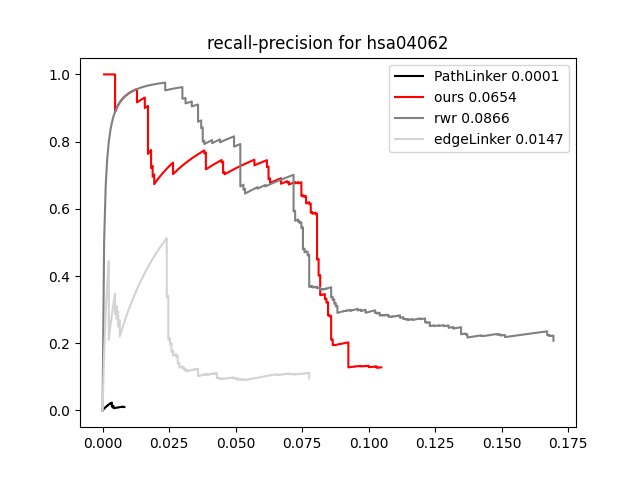 recall-precision for hsa04062
PathLinker 0.0001
ours 0.0654
rwr 0.0866
edgeLinker 0.0147
1.0
0.8
0.6
0.4
0.2
0.0
0.000 0.025 0.050 0.075 0.100 0.125 0.150 0.175